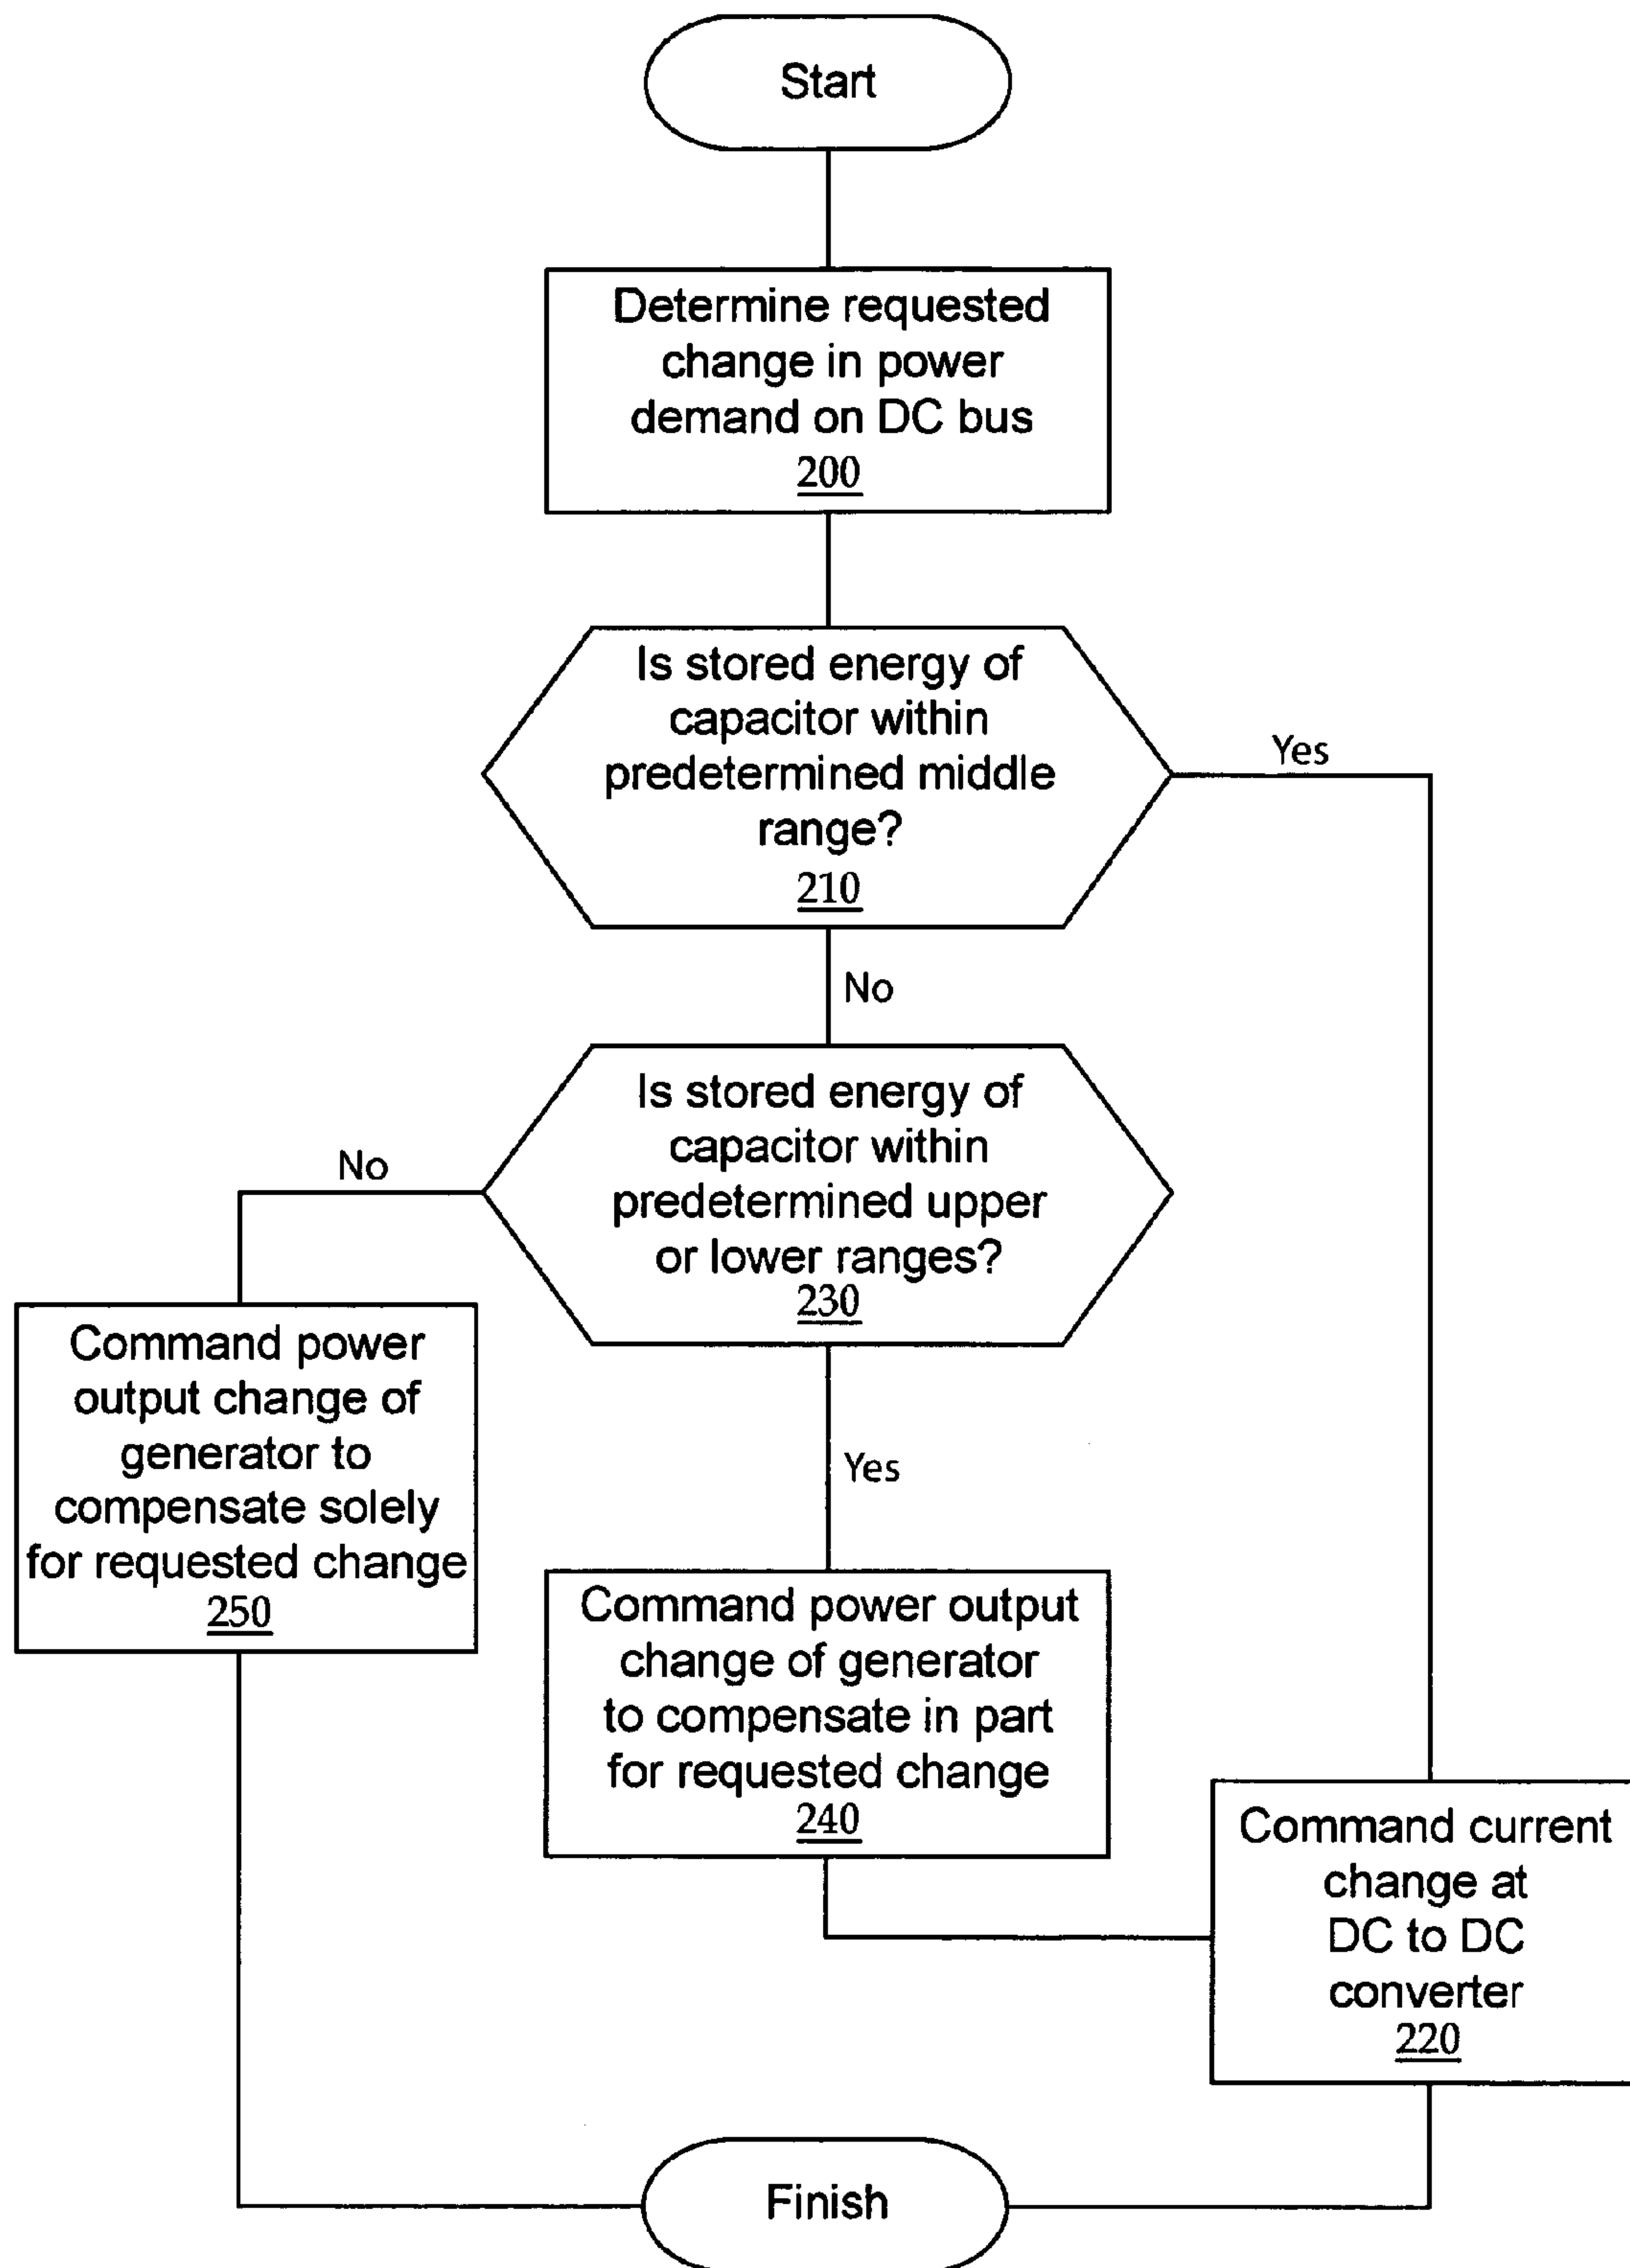 Start
Determine requested
change in power
demand on DC bus
200
Is stored energy of
capacitor within
predetermined middle
range?
210
Yes
No
Is stored energy of
capacitor within
predetermined upper
or lower ranges?
230
No
Yes
Command power
output change of
generator to
compensate solely
for requested change
250
Command power output
change of generator
to compensate in part
for requested change
240
Command current
change at
DC to DC
converter
220
Finish